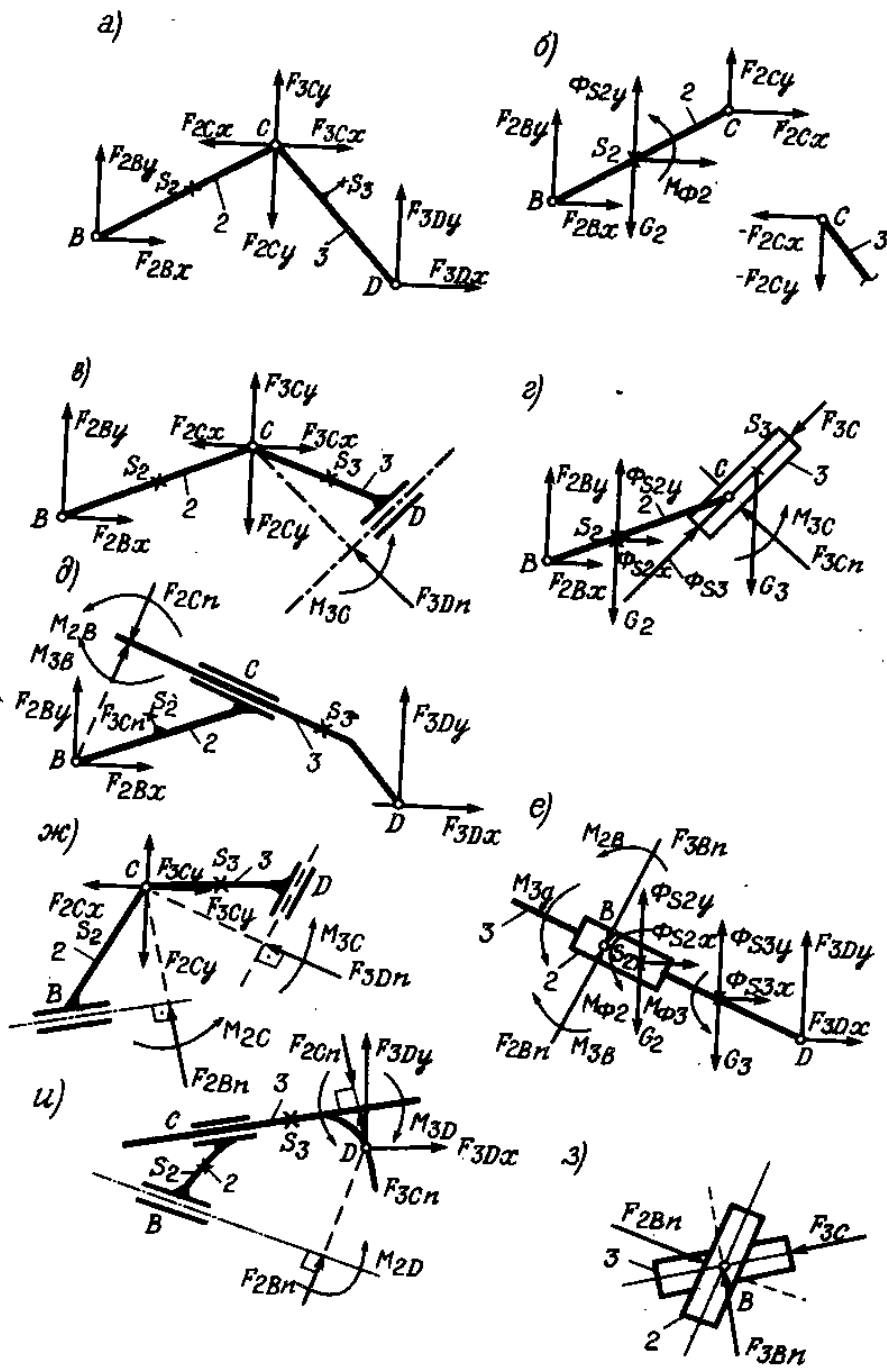 а)
F3Cy
F2Cx
C
F3Cx
F2By
S2
S3
2
B
F2Bx
F2Cy
3
F3Dy
D
F3Dx
б)
ΦS2y
F2Cy
2
F2By
C
F2Cx
S2
MΦ2
B
F2Bx
G2
C
-F2Cx
3
-F2Cy
в)
F3Cy
F2By
F2Cx
C
F3Cx
S2
S3
3
2
B
F2Bx
F2Cy
D
M3C
F3Dn
г)
S3
F3C
C
3
F2By
ΦS2y
2
S2
M3C
B
ΦS2x
F3Cn
F2Bx
ΦS3
G3
G2
д)
F2Cn
M2B
M3B
C
F2By
F3Cn
S2
S3
2
3
B
F2Bx
F3Dy
D
F3Dx
ж)
C
F3Cy
S3
3
D
F2Cx
F3Cy
S2
2
F2Cy
M3C
B
F3Dn
M2C
F2Bn
е)
M2B
F3Bn
M3a
ΦS2y
3
B
ΦS2x
ΦS3y
F3Dy
S2
2
ΦS3x
MΦ2
MΦ3
F3Dx
F2Bn
M3B
G2
G3
D
и)
F2Cn
F3Dy
C
3
M3D
S3
F3Dx
S2
2
D
F3Cn
B
M2D
F2Bn
з)
F2Bn
F3C
3
B
2
F3Bn